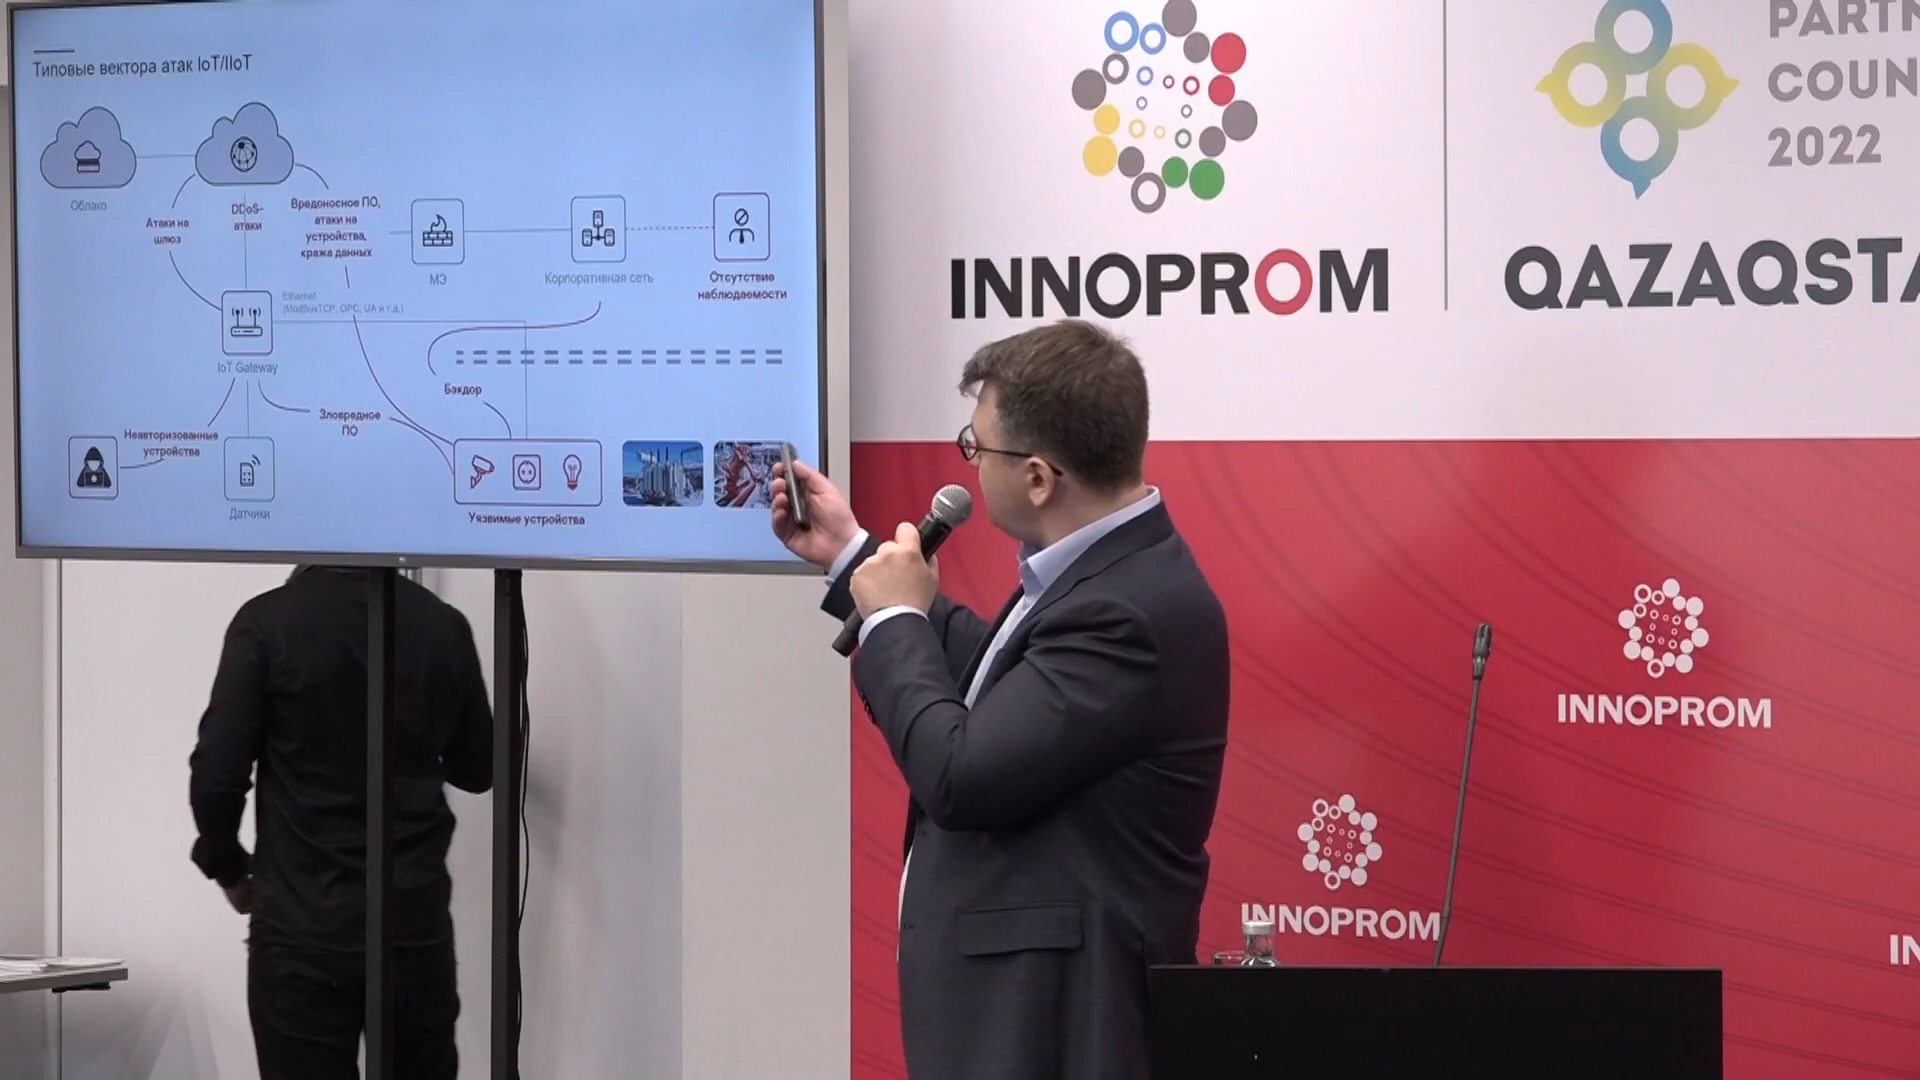 Типовые вектора атак IoT/IIoT
Облако
Атаки на
шлюз
DDoS-
атаки
Вредоносное ПО,
атаки на
устройства,
кража данных
МЭ
Корпоративная сеть
Отсутствие
наблюдаемости
Ethernet
(ModBusTCP, OPC, UA и т.д.)
IoT Gateway
Бэкдор
Зловредное
ПО
Неавторизованные
устройства
Датчики
Уязвимые устройства
INNOPROM
PARTN
COUN
2022
QAZAQSTA
INNOPROM
INNOPROM
IN